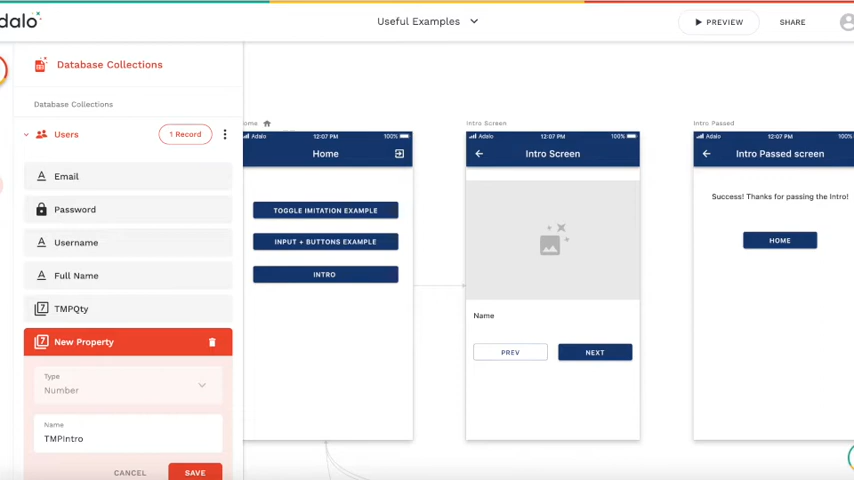 dalo
Useful Examples
PREVIEW
SHARE
Database Collections
Database Collections
Users
1 Record
Email
Password
Username
Full Name
TMPQty
New Property
Type
Number
Name
TMPintro
CANCEL
SAVE
ome
Adalo 12:07 PM 100%
Home
TOGGLE IMITATION EXAMPLE
INPUT + BUTTONS EXAMPLE
INTRO
Intro Screen
Adalo 12:07 PM 100%
Intro Screen
Name
PREV
NEXT
Intro Passed
Adalo 12:07 PM 100%
Intro Passed screen
Success! Thanks for passing the Intro!
HOME